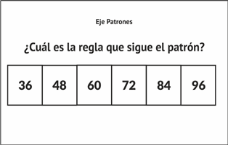 Eje Patrones
¿Cuál es la regla que sigue el patrón?
36 48 60 72 84 96